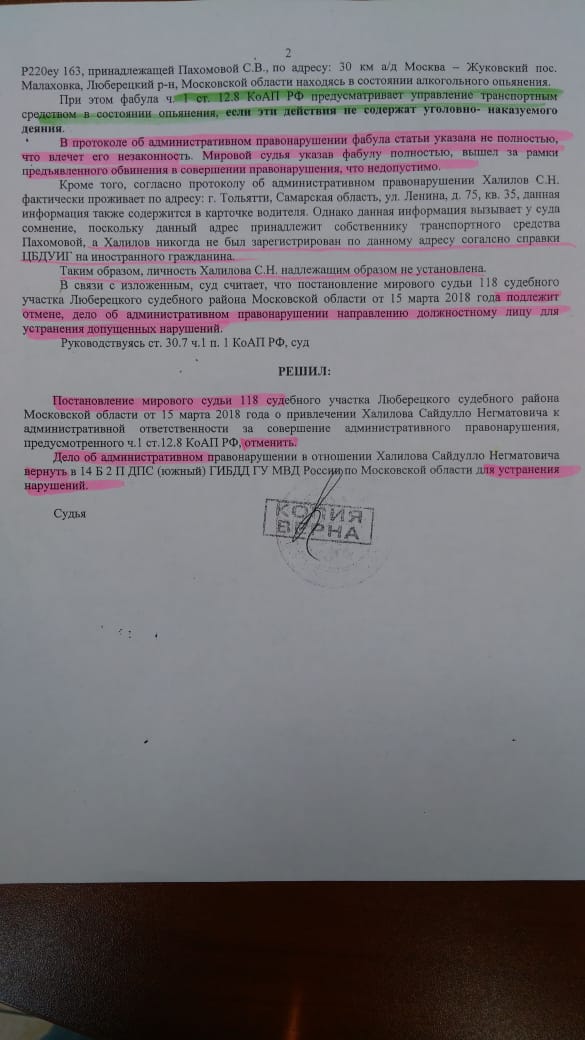 2
Р220еу 163, принадлежащей Пахомовой С.В., по адресу: 30 км а/д Москва – Жуковский пос.
Малаховка, Люберецкий р-н, Московской области находясь в состоянии алкогольного опьянения.
При этом фабула ч. 1 ст. 12.8 КоАП РФ предусматривает управление транспортным
средством в состоянии опьянения, если эти действия не содержат уголовно- наказуемого
деяния.
В протоколе об административном правонарушении фабула статьи указана не полностью,
что влечет его незаконность. Мировой судья указав фабулу полностью, вышел за рамки
предъявленного обвинения в совершении правонарушения, что недопустимо.
Кроме того, согласно протоколу об административном правонарушении Халилов С.Н.
фактически проживает по адресу: г. Тольятти, Самарская область, ул. Ленина, д. 75, кв. 35, данная
информация также содержится в карточке водителя. Однако данная информация вызывает у суда
сомнение, поскольку данный адрес принадлежит собственнику транспортного средства
Пахомовой, а Халилов никогда не был зарегистрирован по данному адресу согалсно справки
ЦБДУИГ на иностранного гражданина.
Таким образом, личность Халилова С.Н. надлежащим образом не установлена.
В связи с изложенным, суд считает, что постановление мирового судьи 118 судебного
участка Люберецкого судебного района Московской области от 15 марта 2018 года подлежит
отмене, дело об административном правонарушении направлению должностному лицу для
устранения допущенных нарушений.
Руководствуясь ст. 30.7 ч.1 п. 1 КоАП РФ, суд
РЕШИЛ:
Постановление мирового судьи 118 судебного участка Люберецкого судебного района
Московской области от 15 марта 2018 года о привлечении Халилова Сайдулло Негматовича к
административной ответственности за совершение административного правонарушения,
предусмотренного ч.1 ст.12.8 КоАП РФ, отменить.
Дело об административном правонарушении в отношении Халилова Сайдулло Негматовича
вернуть в 14 Б 2 П ДПС (южный) ГИБДД ГУ МВД России по Московской области для устранения
нарушений.
Судья
КОПИЯ
ВЕРНА